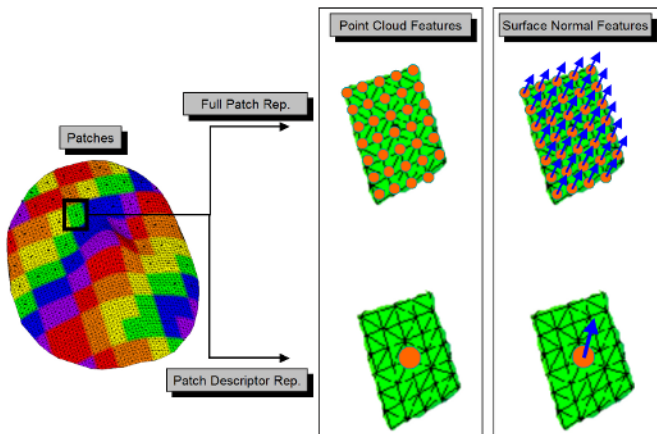 Point Cloud Features
Surface Normal Features
Full Patch Rep.
Patches
Patch Descriptor Rep.